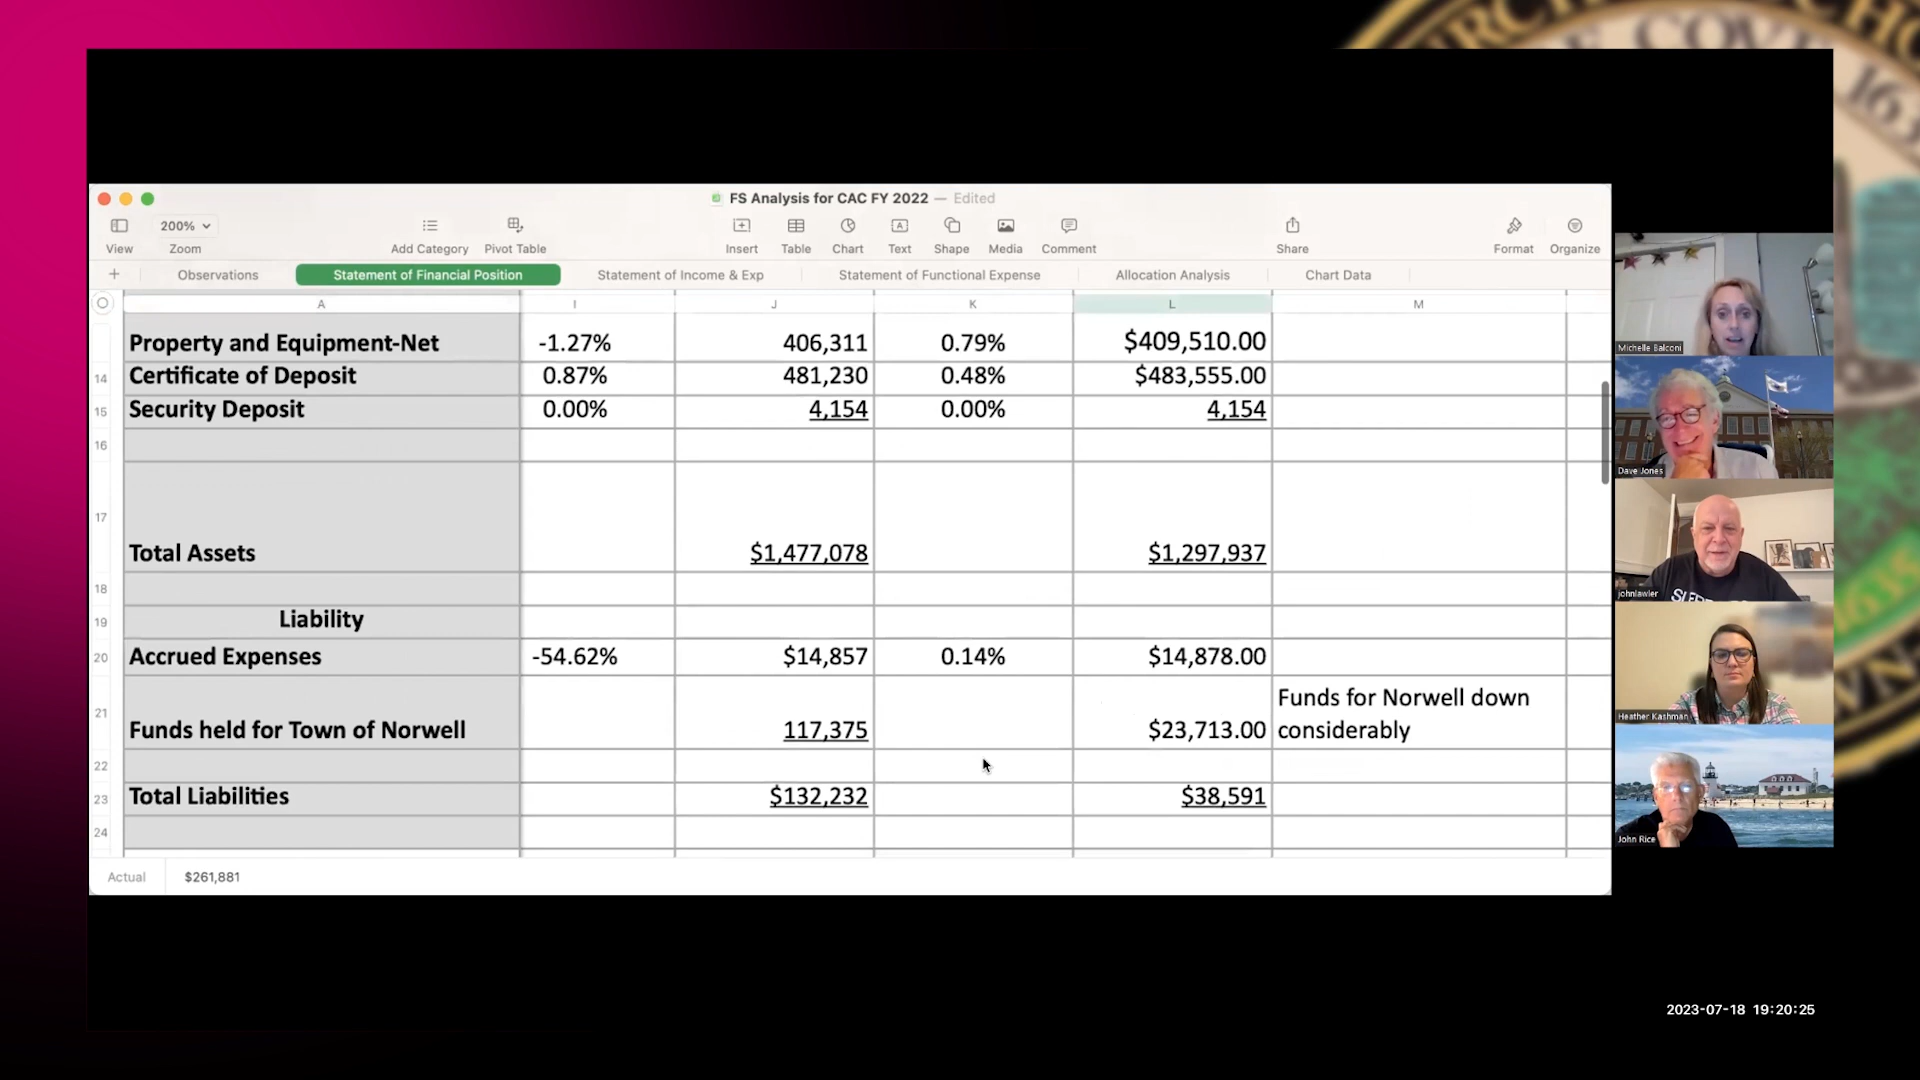 FS Analysis for CAC FY 2022 — Edited
200%
View Zoom Add Category Pivot Table Insert Table Chart Text Shape Media Comment Share Format Organize
Observations Statement of Financial Position Statement of Income & Exp Statement of Functional Expense Allocation Analysis Chart Data
A I J K L M
Property and Equipment-Net -1.27% 406,311 0.79% $409,510.00
14 Certificate of Deposit 0.87% 481,230 0.48% $483,555.00
15 Security Deposit 0.00% 4,154 0.00% 4,154
16
17 Total Assets $1,477,078 $1,297,937
18
19 Liability
20 Accrued Expenses -54.62% $14,857 0.14% $14,878.00
21 Funds held for Town of Norwell 117,375 $23,713.00 Funds for Norwell down
considerably
22
23 Total Liabilities $132,232 $38,591
24
Actual $261,881
Michelle Balconi
Dave Jones
johnlawler
Heather Kashman
John Rice
2023-07-18 19:20:25